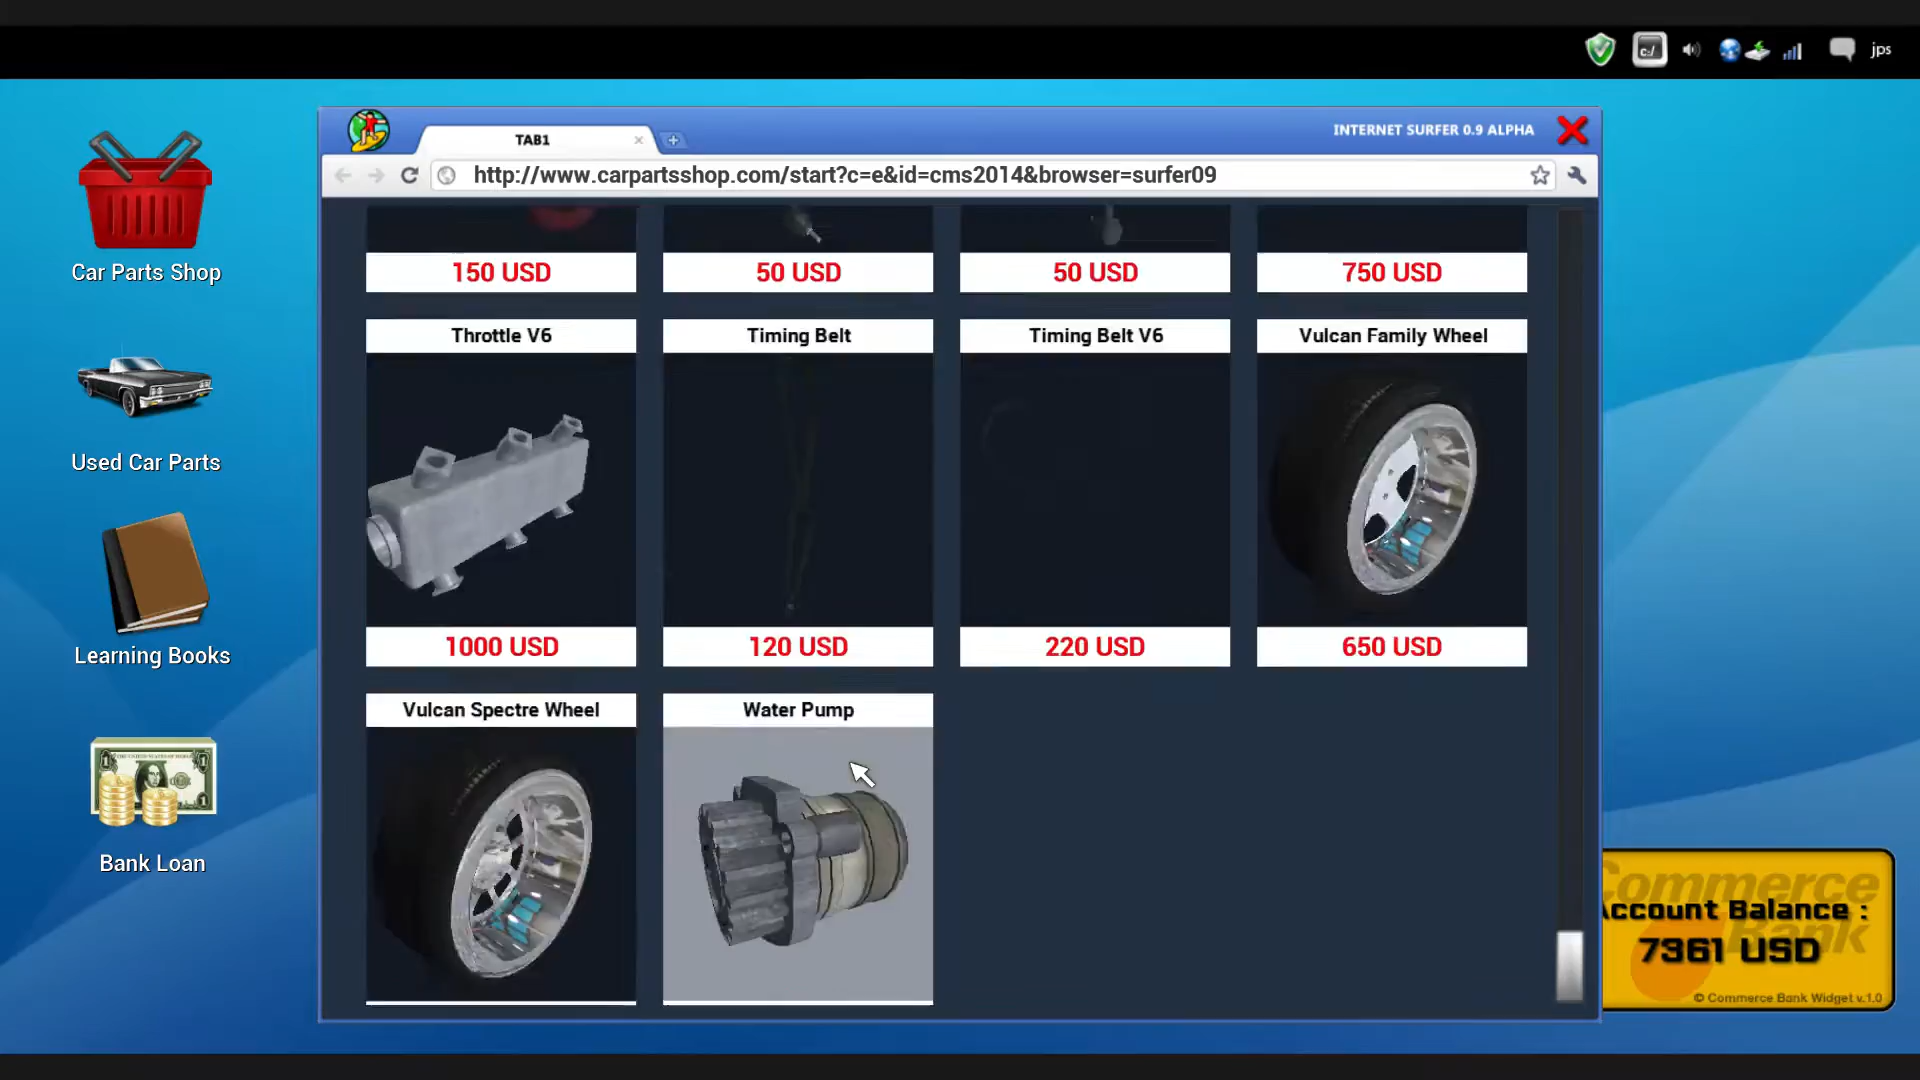 c:/
jps
TAB1
INTERNET SURFER 0.9 ALPHA
http://www.carpartsshop.com/start?c=e&id=cms2014&browser=surfer09
Car Parts Shop
Used Car Parts
Learning Books
Bank Loan
150 USD 50 USD 50 USD 750 USD
Throttle V6 Timing Belt Timing Belt V6 Vulcan Family Wheel
1000 USD 120 USD 220 USD 650 USD
Vulcan Spectre Wheel Water Pump
Commerce
Bank
Account Balance :
7361 USD
© Commerce Bank Widget v.1.0